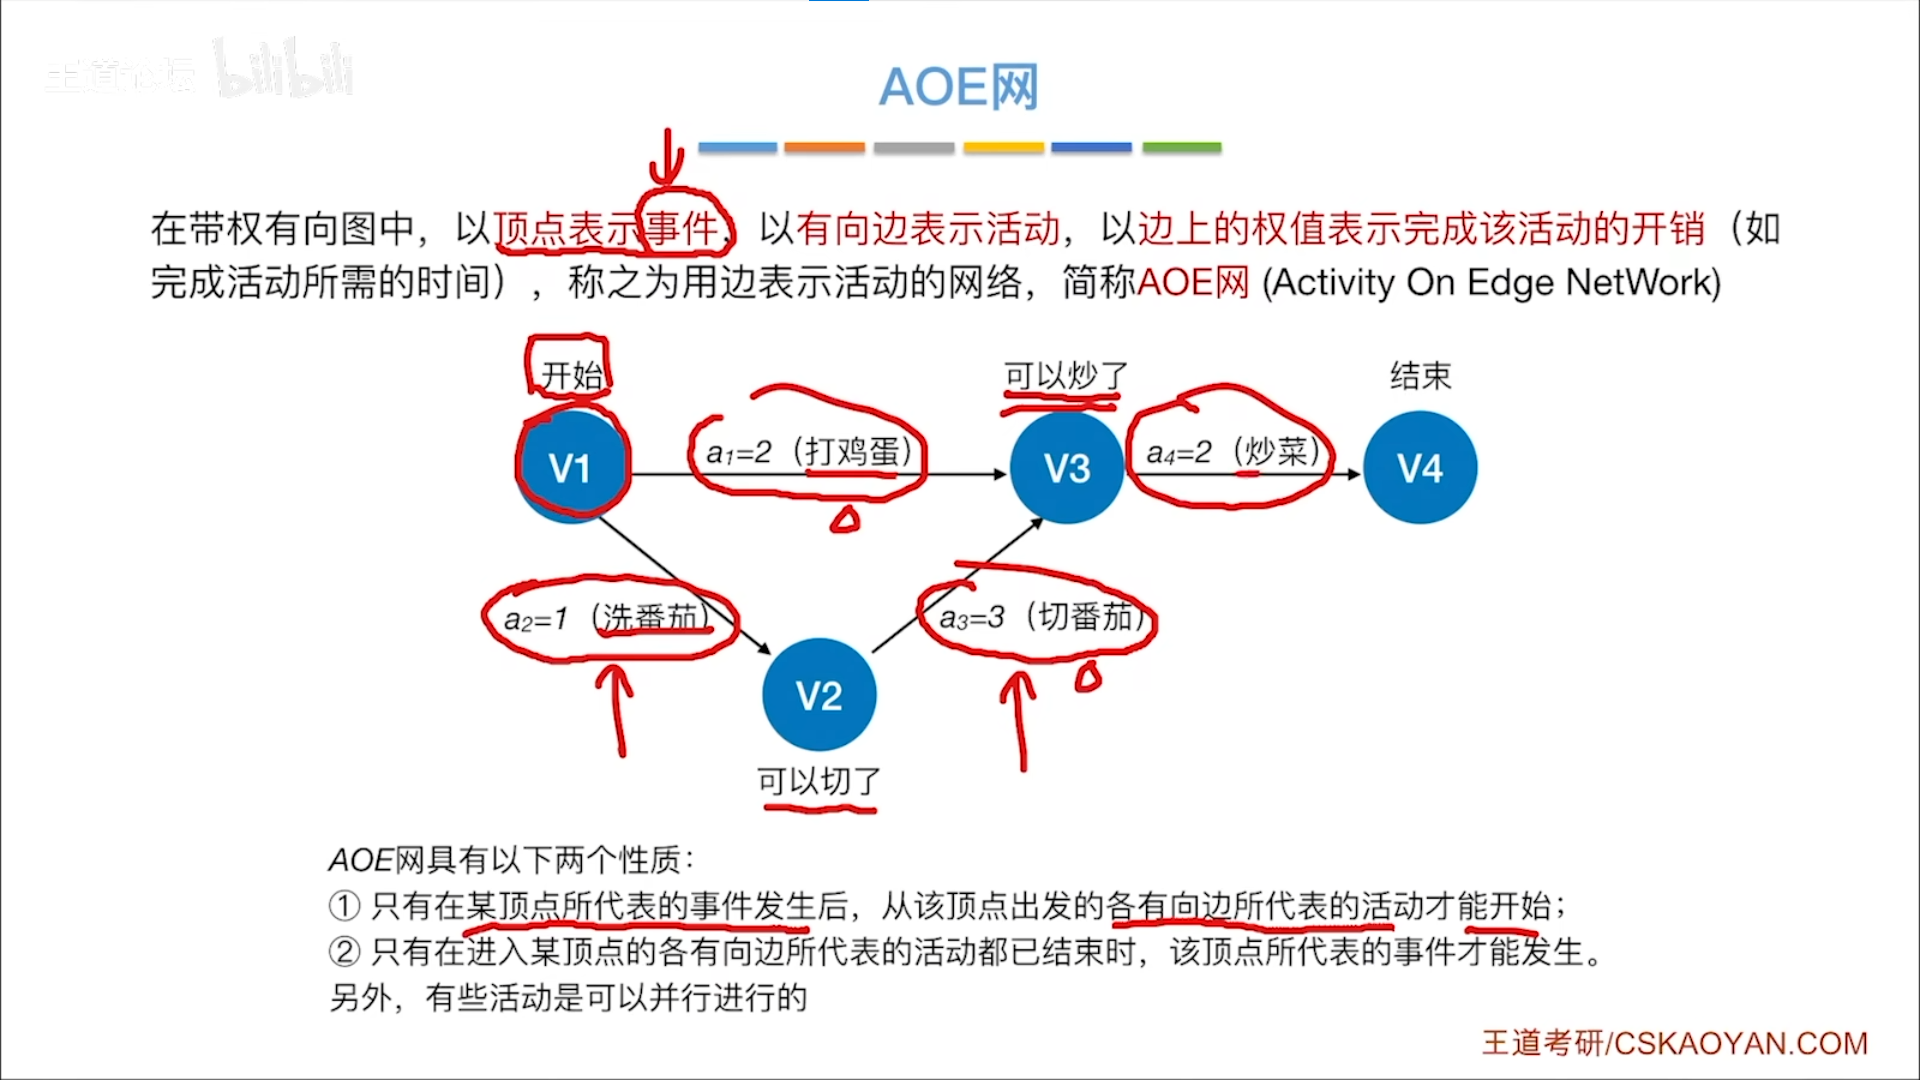 王道论坛 bilibili
AOE网
在带权有向图中，以顶点表示事件，以有向边表示活动，以边上的权值表示完成该活动的开销（如
完成活动所需的时间），称之为用边表示活动的网络，简称AOE网 (Activity On Edge NetWork)
开始
可以炒了
结束
V1
a1=2（打鸡蛋）
V3
a4=2（炒菜）
V4
a2=1（洗番茄）
a3=3（切番茄）
V2
可以切了
AOE网具有以下两个性质：
① 只有在某顶点所代表的事件发生后，从该顶点出发的各有向边所代表的活动才能开始；
② 只有在进入某顶点的各有向边所代表的活动都已结束时，该顶点所代表的事件才能发生。
另外，有些活动是可以并行进行的
王道考研/CSKAOYAN.COM